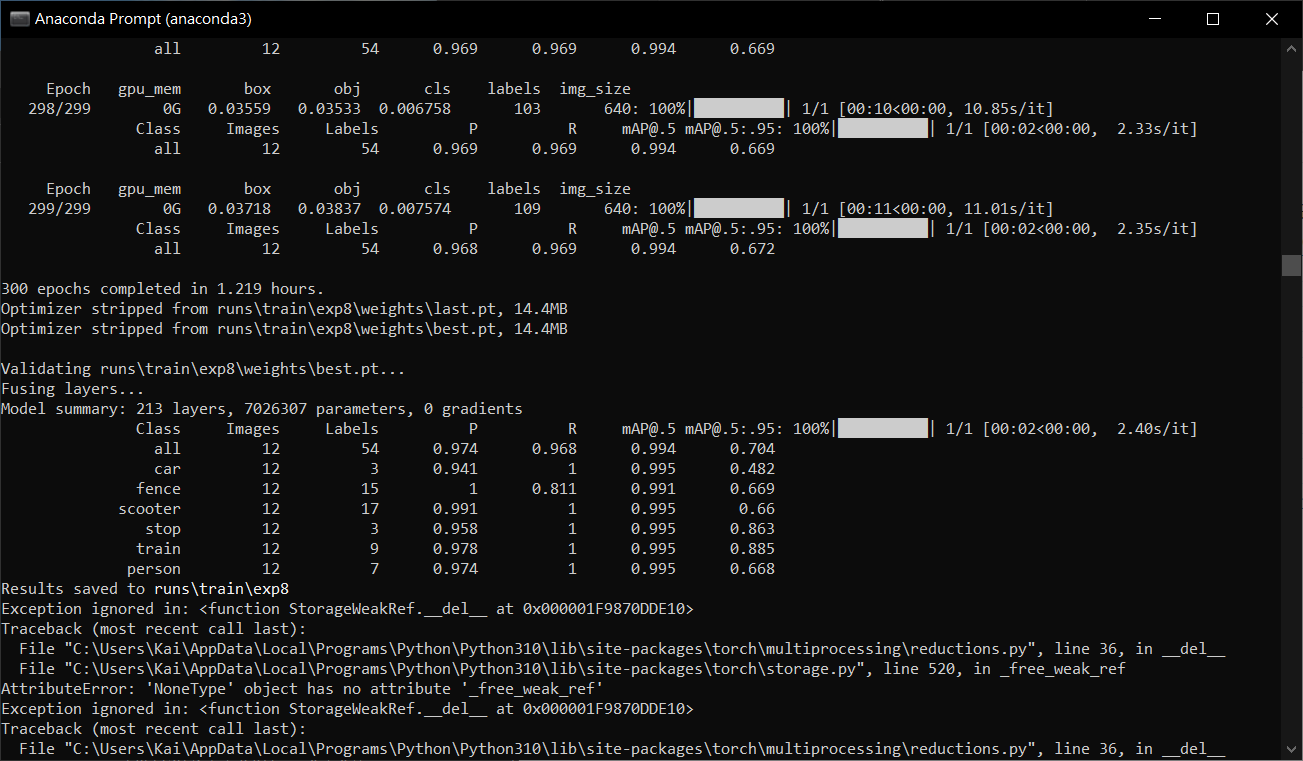 Anaconda Prompt (anaconda3)
all 12 54 0.969 0.969 0.994 0.669
Epoch gpu_mem box obj cls labels img_size
298/299 0G 0.03559 0.03533 0.006758 103 640: 100%|██████████| 1/1 [00:10<00:00, 10.85s/it]
Class Images Labels P R mAP@.5 mAP@.5:.95: 100%|██████████| 1/1 [00:02<00:00, 2.33s/it]
all 12 54 0.969 0.969 0.994 0.669
Epoch gpu_mem box obj cls labels img_size
299/299 0G 0.03718 0.03837 0.007574 109 640: 100%|██████████| 1/1 [00:11<00:00, 11.01s/it]
Class Images Labels P R mAP@.5 mAP@.5:.95: 100%|██████████| 1/1 [00:02<00:00, 2.35s/it]
all 12 54 0.968 0.969 0.994 0.672
300 epochs completed in 1.219 hours.
Optimizer stripped from runs\train\exp8\weights\last.pt, 14.4MB
Optimizer stripped from runs\train\exp8\weights\best.pt, 14.4MB
Validating runs\train\exp8\weights\best.pt...
Fusing layers...
Model summary: 213 layers, 7026307 parameters, 0 gradients
Class Images Labels P R mAP@.5 mAP@.5:.95: 100%|██████████| 1/1 [00:02<00:00, 2.40s/it]
all 12 54 0.974 0.968 0.994 0.704
car 12 3 0.941 1 0.995 0.482
fence 12 15 1 0.811 0.991 0.669
scooter 12 17 0.991 1 0.995 0.66
stop 12 3 0.958 1 0.995 0.863
train 12 9 0.978 1 0.995 0.885
person 12 7 0.974 1 0.995 0.668
Results saved to runs\train\exp8
Exception ignored in: <function StorageWeakRef.__del__ at 0x000001F9870DDE10>
Traceback (most recent call last):
File "C:\Users\Kai\AppData\Local\Programs\Python\Python310\lib\site-packages\torch\multiprocessing\reductions.py", line 36, in __del__
File "C:\Users\Kai\AppData\Local\Programs\Python\Python310\lib\site-packages\torch\storage.py", line 520, in _free_weak_ref
AttributeError: 'NoneType' object has no attribute '_free_weak_ref'
Exception ignored in: <function StorageWeakRef.__del__ at 0x000001F9870DDE10>
Traceback (most recent call last):
File "C:\Users\Kai\AppData\Local\Programs\Python\Python310\lib\site-packages\torch\multiprocessing\reductions.py", line 36, in __del__